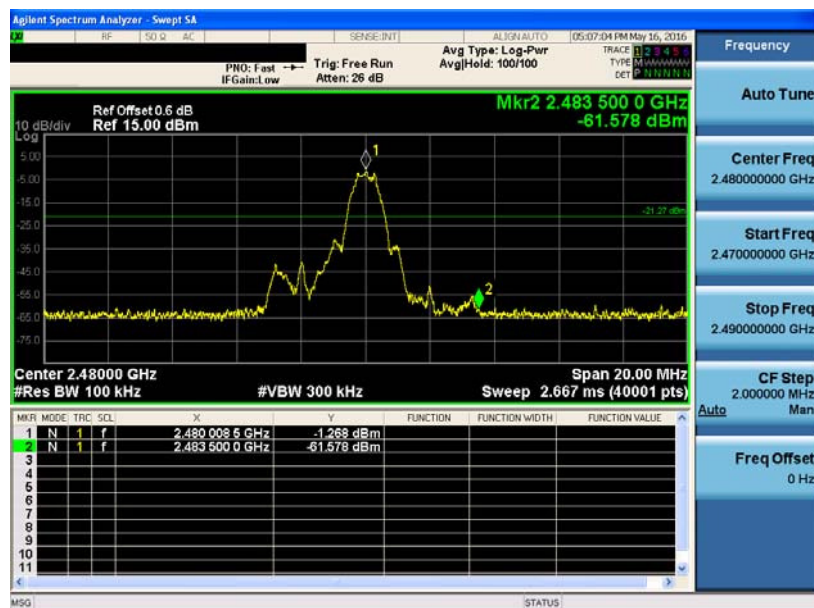 Agilent Spectrum Analyzer - Swept SA
RF 50 Ω AC SENSE:INT ALIGN AUTO 05:07:04 PM May 16, 2016
PNO: Fast
IFGain:Low
Trig: Free Run
Atten: 26 dB
Avg Type: Log-Pwr
Avg|Hold: 100/100
TRACE 1 2 3 4 5 6
TYPE M
DET P N N N N N
Ref Offset 0.6 dB
10 dB/div Ref 15.00 dBm
Log
Mkr2 2.483 500 0 GHz
-61.578 dBm
1
5.00
-5.00
-15.0
-21.27 dBm
-25.0
-35.0
-45.0
-55.0
2
-65.0
-75.0
Center 2.48000 GHz Span 20.00 MHz
#Res BW 100 kHz #VBW 300 kHz Sweep 2.667 ms (40001 pts)
MKR MODE TRC SCL X Y FUNCTION FUNCTION WIDTH FUNCTION VALUE
1 N 1 f 2.480 008 5 GHz -1.268 dBm
2 N 1 f 2.483 500 0 GHz -61.578 dBm
3
4
5
6
7
8
9
10
11
MSG STATUS
Frequency
Auto Tune
Center Freq
2.480000000 GHz
Start Freq
2.470000000 GHz
Stop Freq
2.490000000 GHz
CF Step
2.000000 MHz
Auto Man
Freq Offset
0 Hz